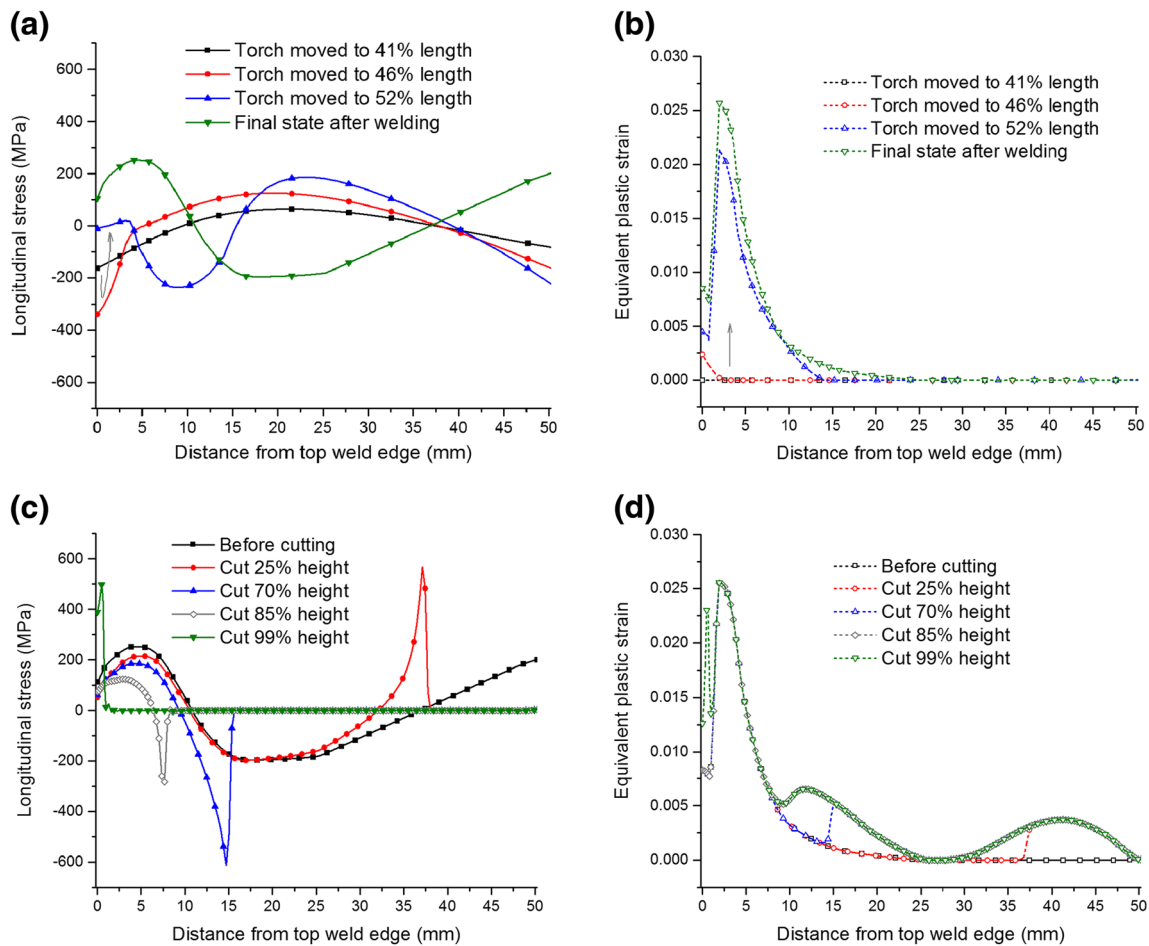 (a)
Torch moved to 41% length
Torch moved to 46% length
Torch moved to 52% length
Final state after welding
600
400
200
0
-200
-400
-600
Longitudinal stress (MPa)
0 5 10 15 20 25 30 35 40 45 50
Distance from top weld edge (mm)
(b)
Torch moved to 41% length
Torch moved to 46% length
Torch moved to 52% length
Final state after welding
0.030
0.025
0.020
0.015
0.010
0.005
0.000
Equivalent plastic strain
0 5 10 15 20 25 30 35 40 45 50
Distance from top weld edge (mm)
(c)
Before cutting
Cut 25% height
Cut 70% height
Cut 85% height
Cut 99% height
600
400
200
0
-200
-400
-600
Longitudinal stress (MPa)
0 5 10 15 20 25 30 35 40 45 50
Distance from top weld edge (mm)
(d)
Before cutting
Cut 25% height
Cut 70% height
Cut 85% height
Cut 99% height
0.030
0.025
0.020
0.015
0.010
0.005
0.000
Equivalent plastic strain
0 5 10 15 20 25 30 35 40 45 50
Distance from top weld edge (mm)